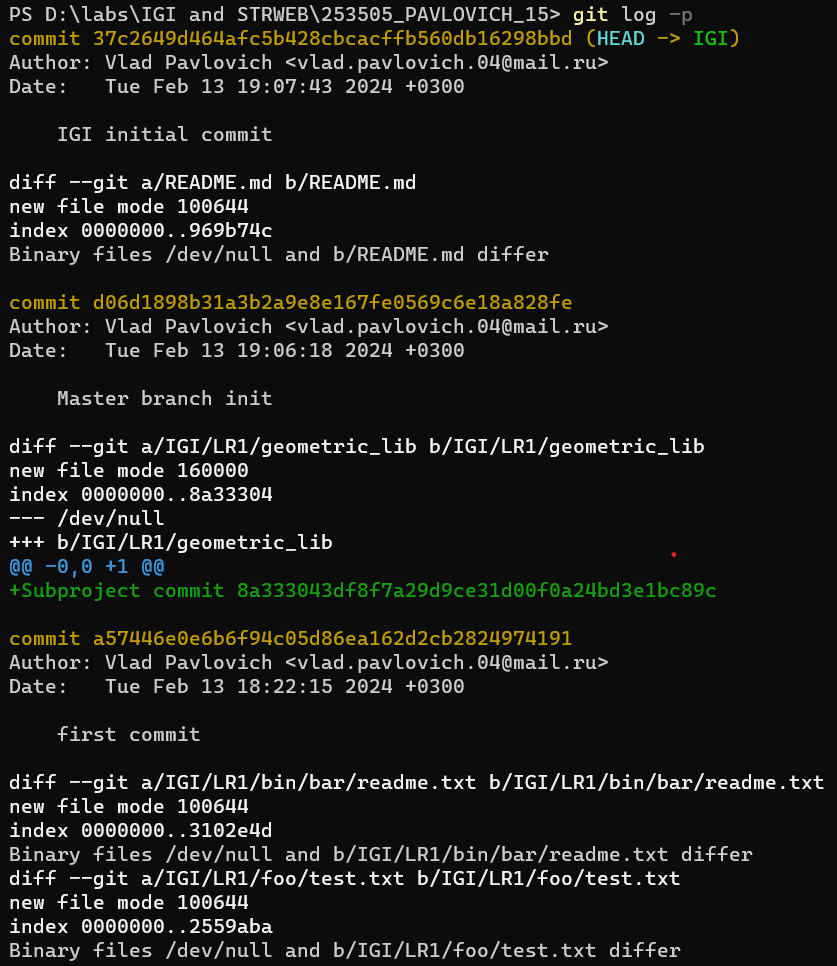 PS D:\labs\IGI and STRWEB\253505_PAVLOVICH_15> git log -p
commit 37c2649d464afc5b428cbcacffb560db16298bbd (HEAD -> IGI)
Author: Vlad Pavlovich <vlad.pavlovich.04@mail.ru>
Date:   Tue Feb 13 19:07:43 2024 +0300

    IGI initial commit

diff --git a/README.md b/README.md
new file mode 100644
index 0000000..969b74c
Binary files /dev/null and b/README.md differ

commit d06d1898b31a3b2a9e8e167fe0569c6e18a828fe
Author: Vlad Pavlovich <vlad.pavlovich.04@mail.ru>
Date:   Tue Feb 13 19:06:18 2024 +0300

    Master branch init

diff --git a/IGI/LR1/geometric_lib b/IGI/LR1/geometric_lib
new file mode 160000
index 0000000..8a33304
--- /dev/null
+++ b/IGI/LR1/geometric_lib
@@ -0,0 +1 @@
+Subproject commit 8a333043df8f7a29d9ce31d00f0a24bd3e1bc89c

commit a57446e0e6b6f94c05d86ea162d2cb2824974191
Author: Vlad Pavlovich <vlad.pavlovich.04@mail.ru>
Date:   Tue Feb 13 18:22:15 2024 +0300

    first commit

diff --git a/IGI/LR1/bin/bar/readme.txt b/IGI/LR1/bin/bar/readme.txt
new file mode 100644
index 0000000..3102e4d
Binary files /dev/null and b/IGI/LR1/bin/bar/readme.txt differ
diff --git a/IGI/LR1/foo/test.txt b/IGI/LR1/foo/test.txt
new file mode 100644
index 0000000..2559aba
Binary files /dev/null and b/IGI/LR1/foo/test.txt differ